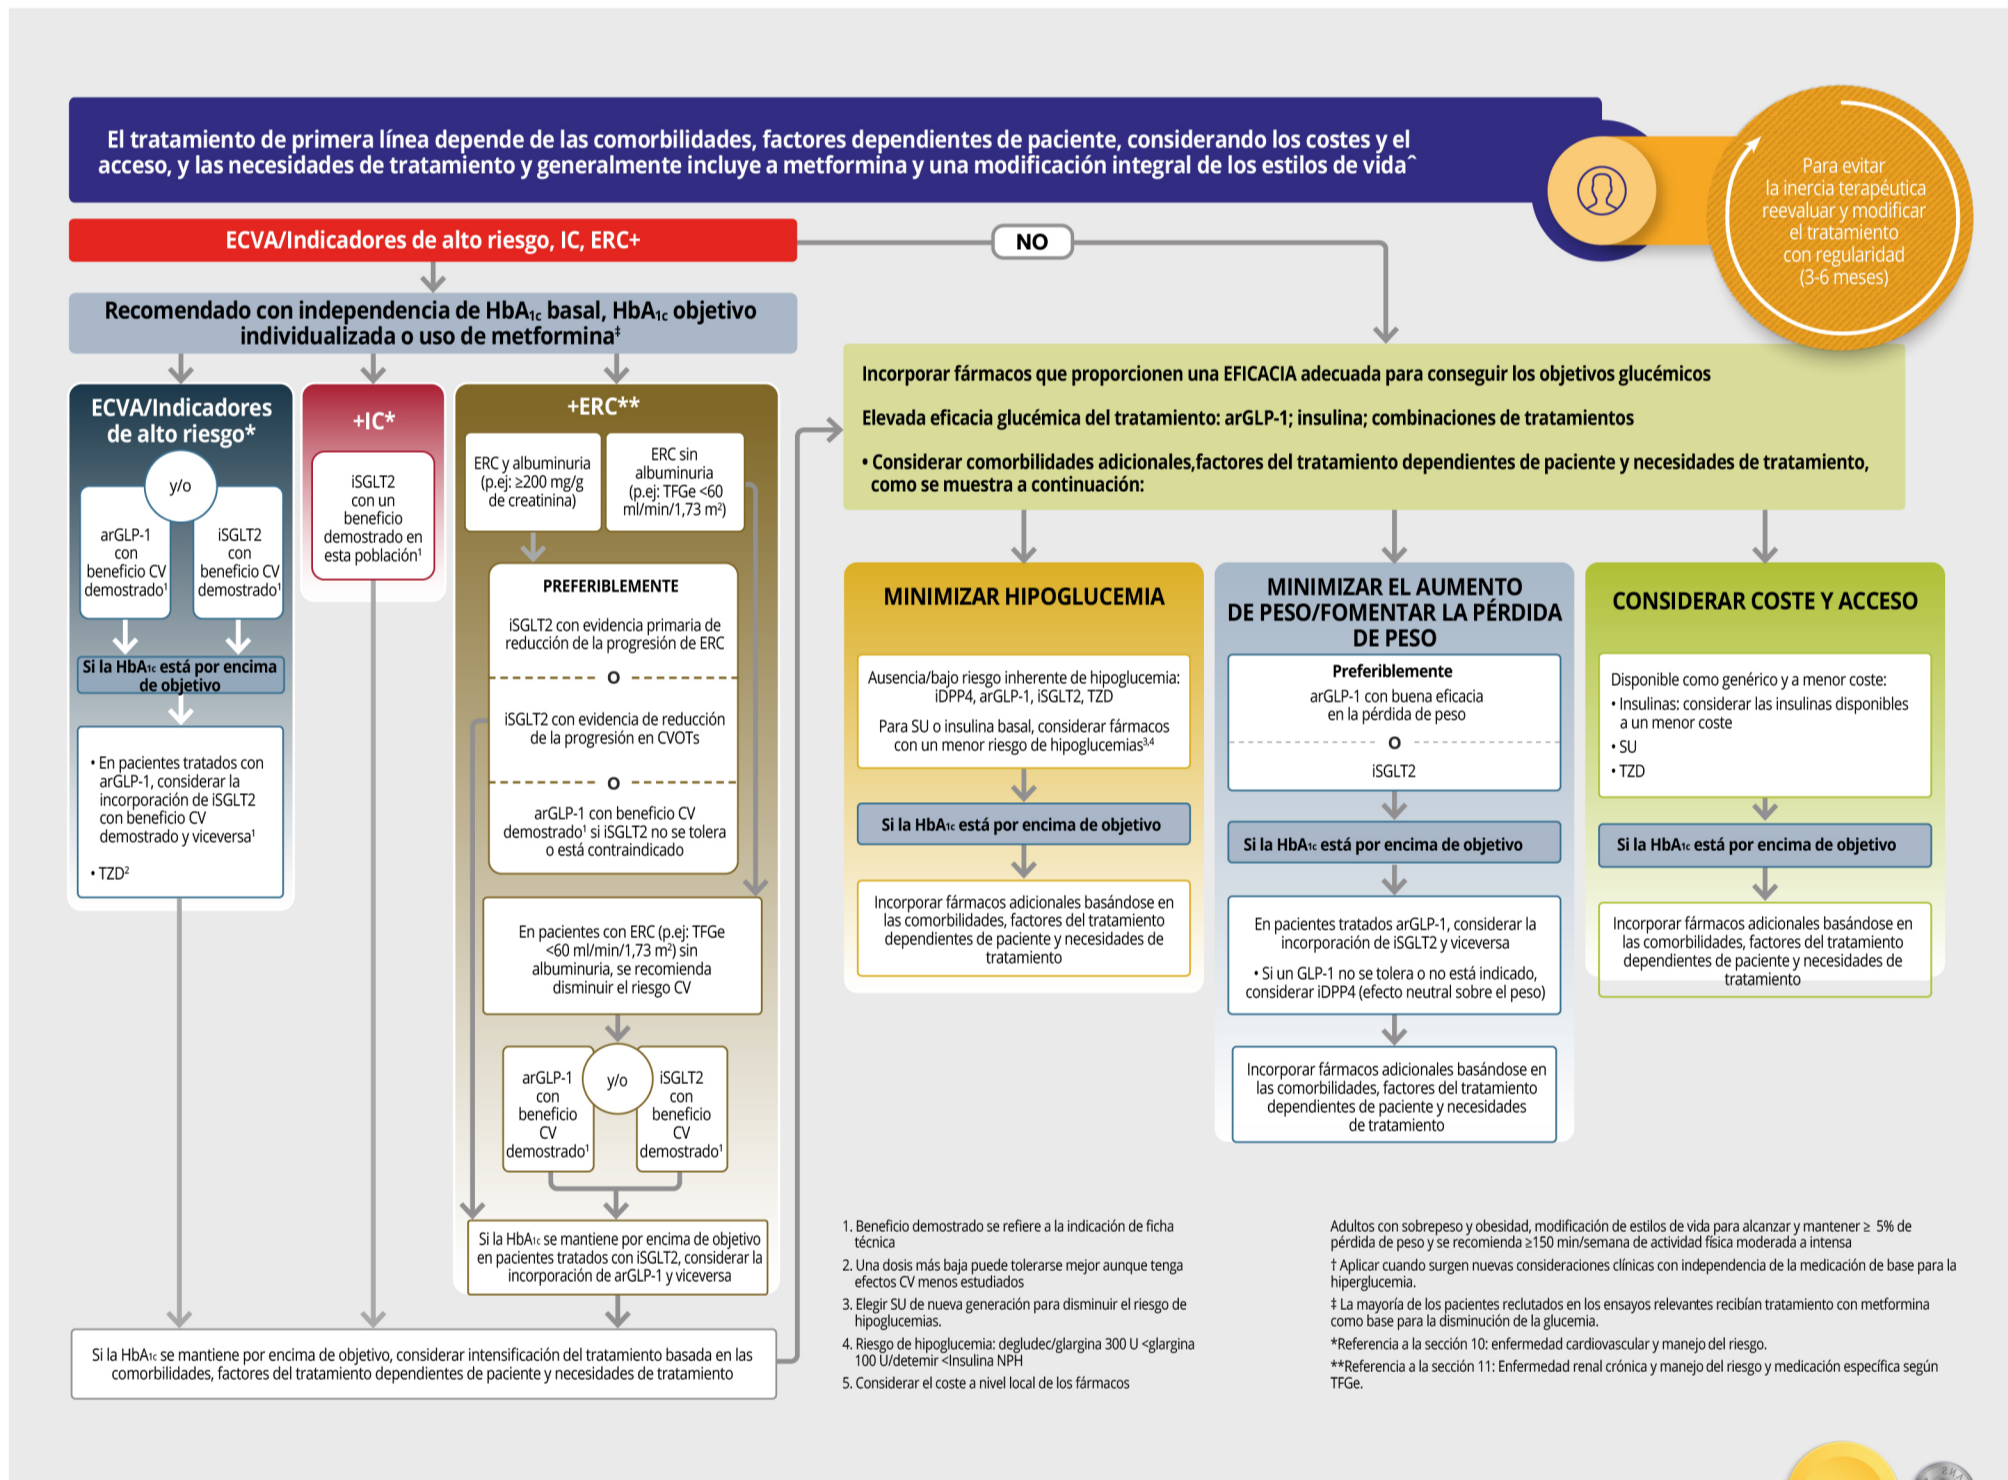 El tratamiento de primera línea depende de las comorbilidades, factores dependientes de paciente, considerando los costes y el
acceso, y las necesidades de tratamiento y generalmente incluye a metformina y una modificación integral de los estilos de vida^
Para evitar
la inercia terapéutica
reevaluar y modificar
el tratamiento
con regularidad
(3-6 meses)
ECVA/Indicadores de alto riesgo, IC, ERC+
NO
Recomendado con independencia de HbA1c basal, HbA1c objetivo
individualizada o uso de metformina‡
ECVA/Indicadores
de alto riesgo*
y/o
arGLP-1
con
beneficio CV
demostrado¹
iSGLT2
con
beneficio CV
demostrado¹
Si la HbA1c está por encima
de objetivo
• En pacientes tratados con
arGLP-1, considerar la
incorporación de iSGLT2
con beneficio CV
demostrado y viceversa¹
• TZD²
+IC*
iSGLT2
con un
beneficio
demostrado en
esta población¹
+ERC**
ERC y albuminuria
(p.ej: ≥200 mg/g
de creatinina)
ERC sin
albuminuria
(p.ej: TFGe <60
ml/min/1,73 m²)
PREFERIBLEMENTE
iSGLT2 con evidencia primaria de
reducción de la progresión de ERC
O
iSGLT2 con evidencia de reducción
de la progresión en CVOTs
O
arGLP-1 con beneficio CV
demostrado¹ si iSGLT2 no se tolera
o está contraindicado
En pacientes con ERC (p.ej: TFGe
<60 ml/min/1,73 m²) sin
albuminuria, se recomienda
disminuir el riesgo CV
arGLP-1
con
beneficio
CV
demostrado¹
y/o
iSGLT2
con
beneficio
CV
demostrado¹
Si la HbA1c se mantiene por encima de objetivo
en pacientes tratados con iSGLT2, considerar la
incorporación de arGLP-1 y viceversa
Si la HbA1c se mantiene por encima de objetivo, considerar intensificación del tratamiento basada en las
comorbilidades, factores del tratamiento dependientes de paciente y necesidades de tratamiento
Incorporar fármacos que proporcionen una EFICACIA adecuada para conseguir los objetivos glucémicos
Elevada eficacia glucémica del tratamiento: arGLP-1; insulina; combinaciones de tratamientos
• Considerar comorbilidades adicionales,factores del tratamiento dependientes de paciente y necesidades de tratamiento,
como se muestra a continuación:
MINIMIZAR HIPOGLUCEMIA
Ausencia/bajo riesgo inherente de hipoglucemia:
iDPP4, arGLP-1, iSGLT2, TZD
Para SU o insulina basal, considerar fármacos
con un menor riesgo de hipoglucemias³,⁴
Si la HbA1c está por encima de objetivo
Incorporar fármacos adicionales basándose en
las comorbilidades, factores del tratamiento
dependientes de paciente y necesidades de
tratamiento
MINIMIZAR EL AUMENTO
DE PESO/FOMENTAR LA PÉRDIDA
DE PESO
Preferiblemente
arGLP-1 con buena eficacia
en la pérdida de peso
O
iSGLT2
Si la HbA1c está por encima de objetivo
En pacientes tratados arGLP-1, considerar la
incorporación de iSGLT2 y viceversa
• Si un GLP-1 no se tolera o no está indicado,
considerar iDPP4 (efecto neutral sobre el peso)
Incorporar fármacos adicionales basándose en
las comorbilidades, factores del tratamiento
dependientes de paciente y necesidades
de tratamiento
CONSIDERAR COSTE Y ACCESO
Disponible como genérico y a menor coste:
• Insulinas: considerar las insulinas disponibles
a un menor coste
• SU
• TZD
Si la HbA1c está por encima de objetivo
Incorporar fármacos adicionales basándose en
las comorbilidades, factores del tratamiento
dependientes de paciente y necesidades de
tratamiento
1. Beneficio demostrado se refiere a la indicación de ficha
técnica
2. Una dosis más baja puede tolerarse mejor aunque tenga
efectos CV menos estudiados
3. Elegir SU de nueva generación para disminuir el riesgo de
hipoglucemias.
4. Riesgo de hipoglucemia: degludec/glargina 300 U <glargina
100 U/detemir <Insulina NPH
5. Considerar el coste a nivel local de los fármacos
Adultos con sobrepeso y obesidad, modificación de estilos de vida para alcanzar y mantener ≥ 5% de
pérdida de peso y se recomienda ≥150 min/semana de actividad física moderada a intensa
† Aplicar cuando surgen nuevas consideraciones clínicas con independencia de la medicación de base para la
hiperglucemia.
‡ La mayoría de los pacientes reclutados en los ensayos relevantes recibían tratamiento con metformina
como base para la disminución de la glucemia.
*Referencia a la sección 10: enfermedad cardiovascular y manejo del riesgo.
**Referencia a la sección 11: Enfermedad renal crónica y manejo del riesgo y medicación específica según
TFGe.